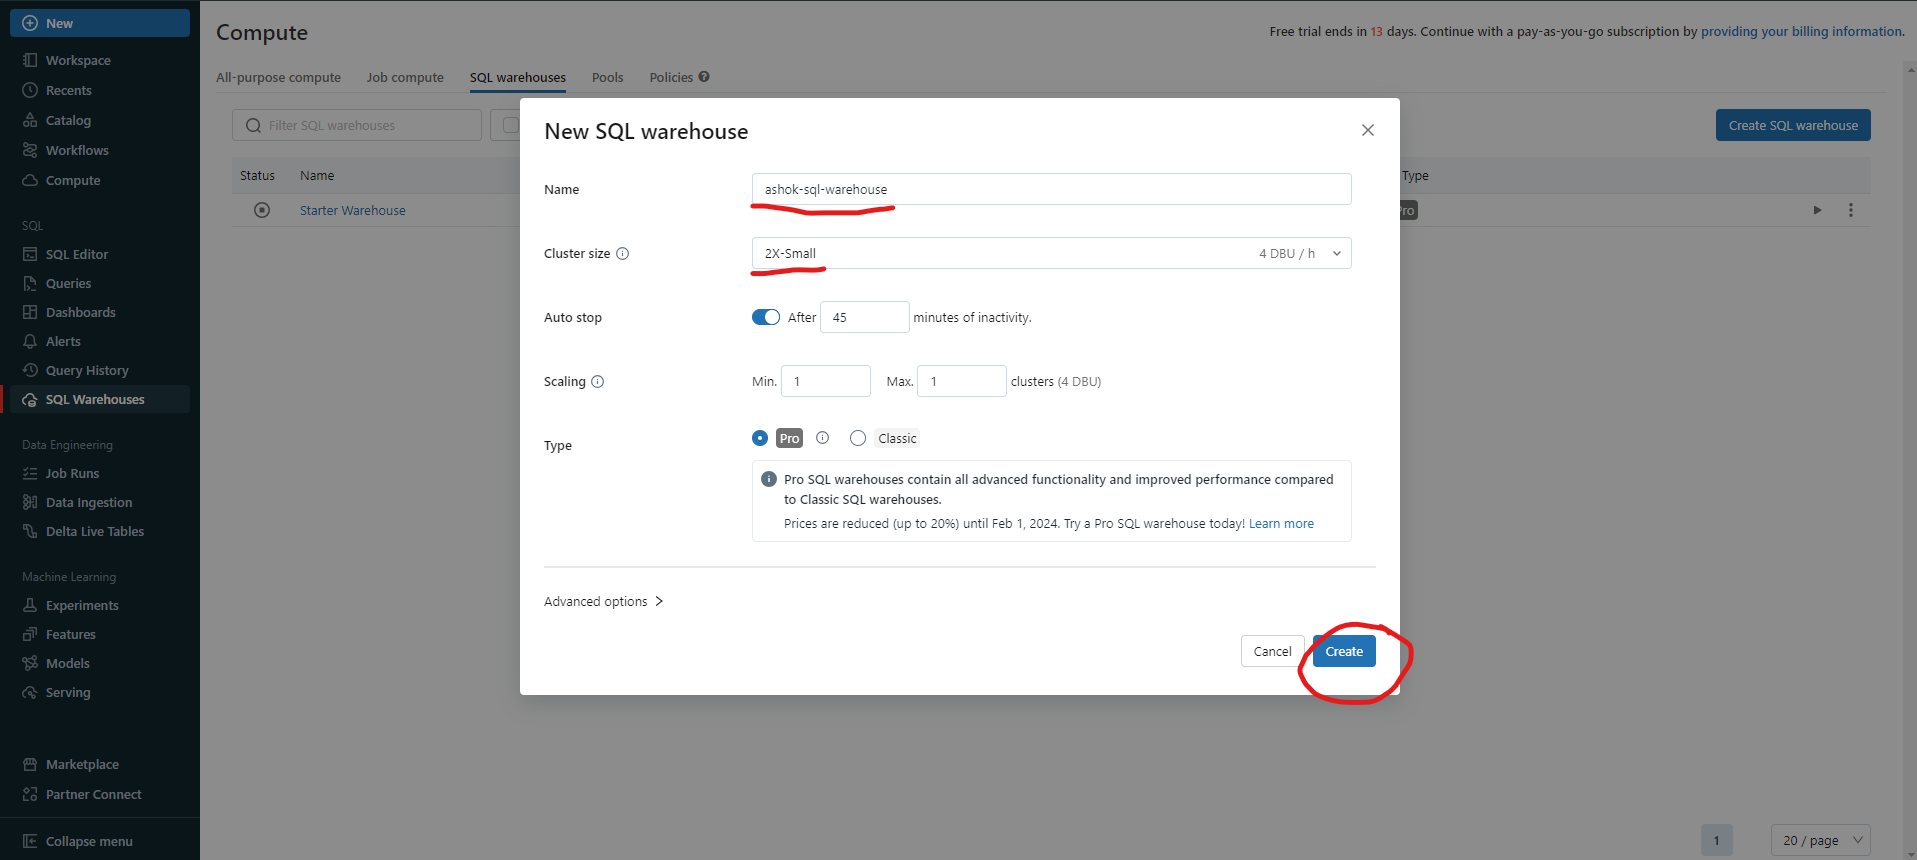 New
Workspace
Recents
Catalog
Workflows
Compute
SQL
SQL Editor
Queries
Dashboards
Alerts
Query History
SQL Warehouses
Data Engineering
Job Runs
Data Ingestion
Delta Live Tables
Machine Learning
Experiments
Features
Models
Serving
Marketplace
Partner Connect
Collapse menu
Compute
Free trial ends in 13 days. Continue with a pay-as-you-go subscription by providing your billing information.
All-purpose compute Job compute SQL warehouses Pools Policies ?
Filter SQL warehouses
Create SQL warehouse
Status Name Type
Starter Warehouse
New SQL warehouse
Name ashok-sql-warehouse
Cluster size 2X-Small 4 DBU / h
Auto stop After 45 minutes of inactivity.
Scaling Min. 1 Max. 1 clusters (4 DBU)
Type Pro Classic
Pro SQL warehouses contain all advanced functionality and improved performance compared
to Classic SQL warehouses.
Prices are reduced (up to 20%) until Feb 1, 2024. Try a Pro SQL warehouse today! Learn more
Advanced options
Cancel Create
1 20 / page